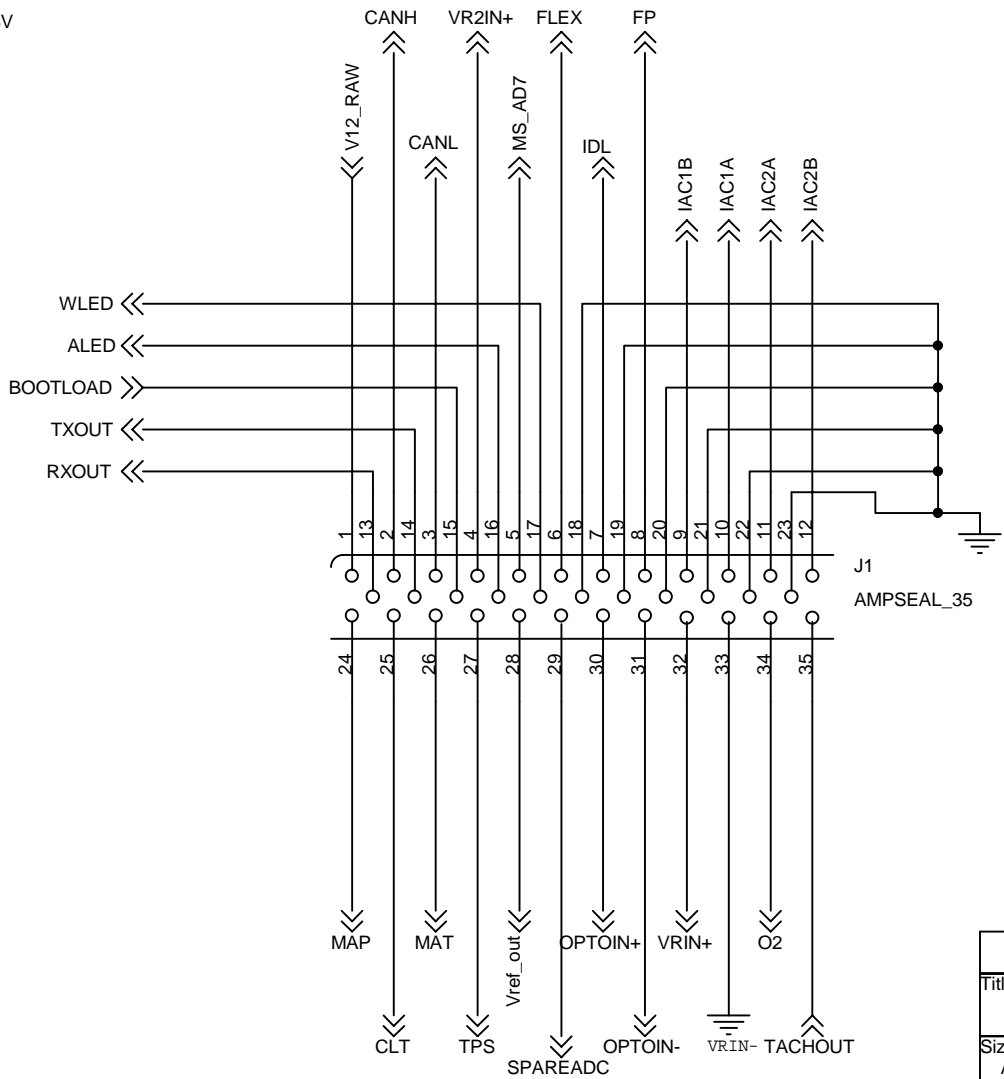 V
CANH VR2IN+ FLEX FP
V12_RAW
CANL
MS_AD7
IDL
IAC1B
IAC1A
IAC2A
IAC2B
WLED
ALED
BOOTLOAD
TXOUT
RXOUT
1 13 2 14 3 15 4 16 5 17 6 18 7 19 8 20 9 21 10 22 11 23 12
J1
AMPSEAL_35
24 25 26 27 28 29 30 31 32 33 34 35
MAP MAT Vref_out OPTOIN+ VRIN+ O2
CLT TPS SPAREADC OPTOIN- VRIN- TACHOUT